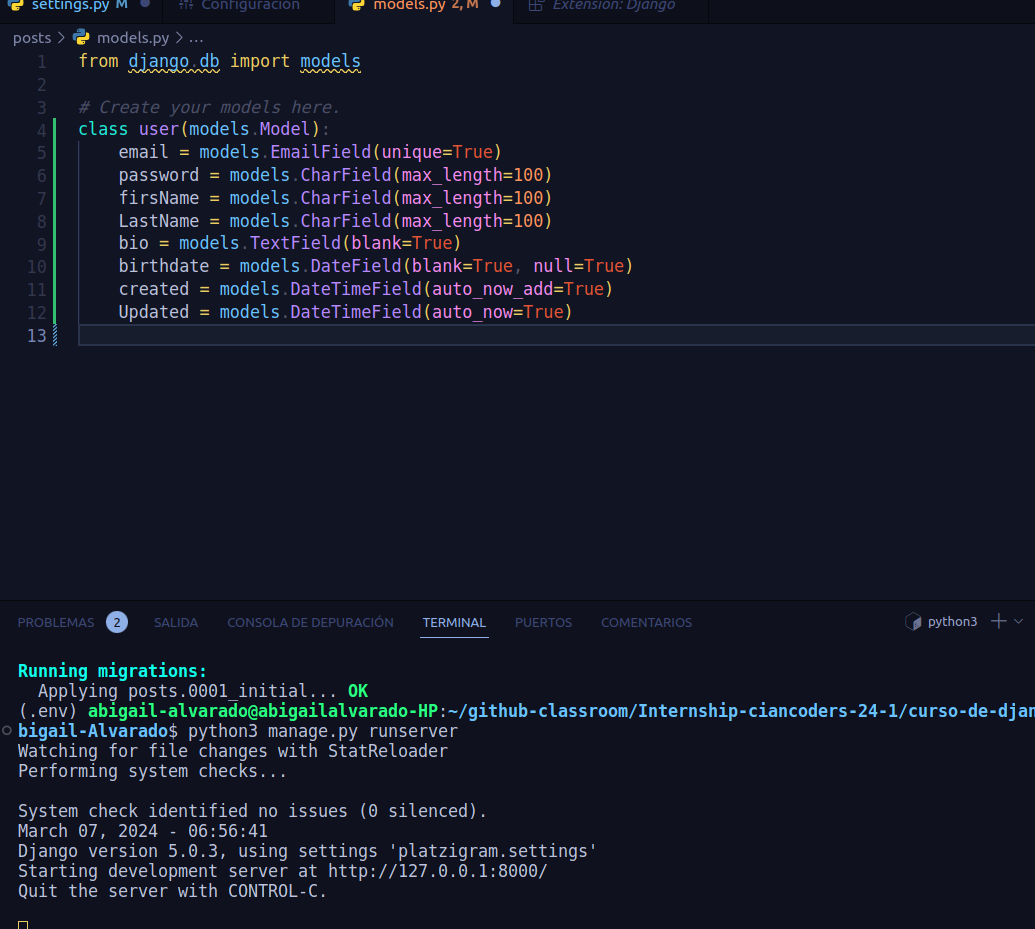 settings.py M Configuración models.py 2, M Extensión: Django
posts > models.py > ...
1 from django.db import models
2
3 # Create your models here.
4 class user(models.Model):
5 email = models.EmailField(unique=True)
6 password = models.CharField(max_length=100)
7 firsName = models.CharField(max_length=100)
8 LastName = models.CharField(max_length=100)
9 bio = models.TextField(blank=True)
10 birthdate = models.DateField(blank=True, null=True)
11 created = models.DateTimeField(auto_now_add=True)
12 Updated = models.DateTimeField(auto_now=True)
13
PROBLEMAS 2 SALIDA CONSOLA DE DEPURACIÓN TERMINAL PUERTOS COMENTARIOS python3
Running migrations:
Applying posts.0001_initial... OK
(.env) abigail-alvarado@abigailalvarado-HP:~/github-classroom/Internship-ciancoders-24-1/curso-de-djan
bigail-Alvarado$ python3 manage.py runserver
Watching for file changes with StatReloader
Performing system checks...
System check identified no issues (0 silenced).
March 07, 2024 - 06:56:41
Django version 5.0.3, using settings 'platzigram.settings'
Starting development server at http://127.0.0.1:8000/
Quit the server with CONTROL-C.